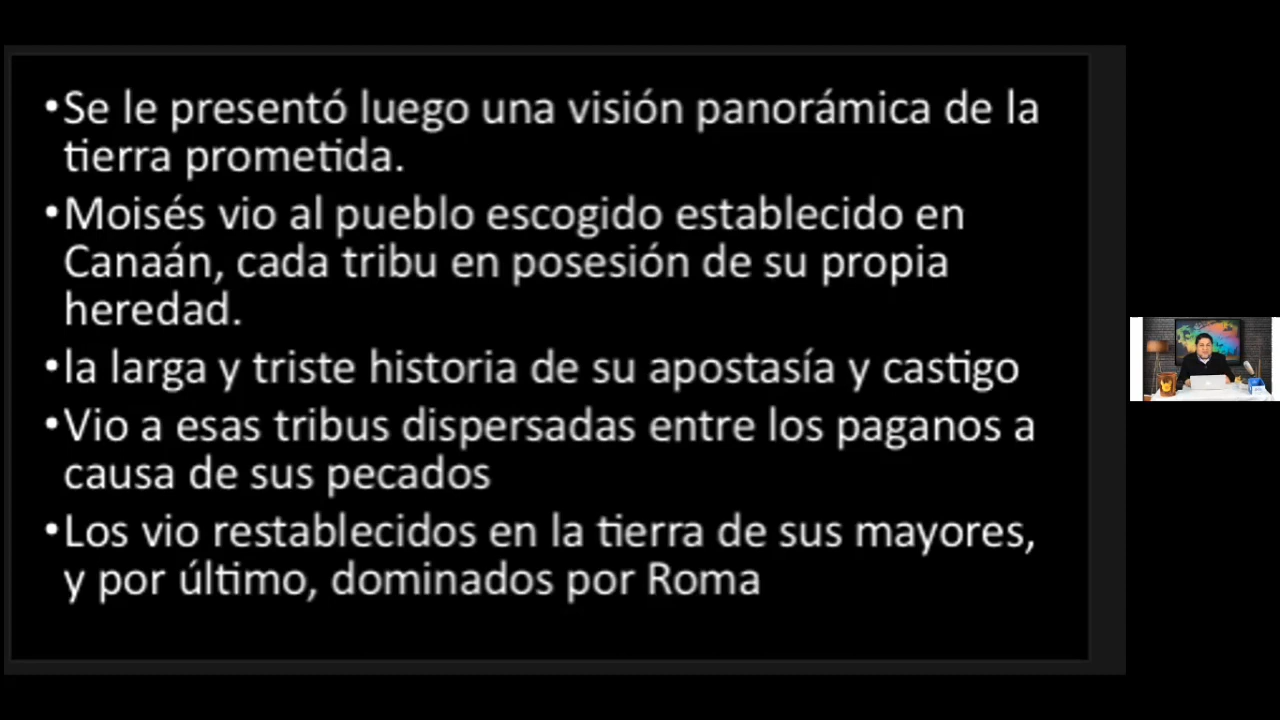 •Se le presentó luego una visión panorámica de la
tierra prometida.
•Moisés vio al pueblo escogido establecido en
Canaán, cada tribu en posesión de su propia
heredad.
•la larga y triste historia de su apostasía y castigo
•Vio a esas tribus dispersadas entre los paganos a
causa de sus pecados
•Los vio restablecidos en la tierra de sus mayores,
y por último, dominados por Roma